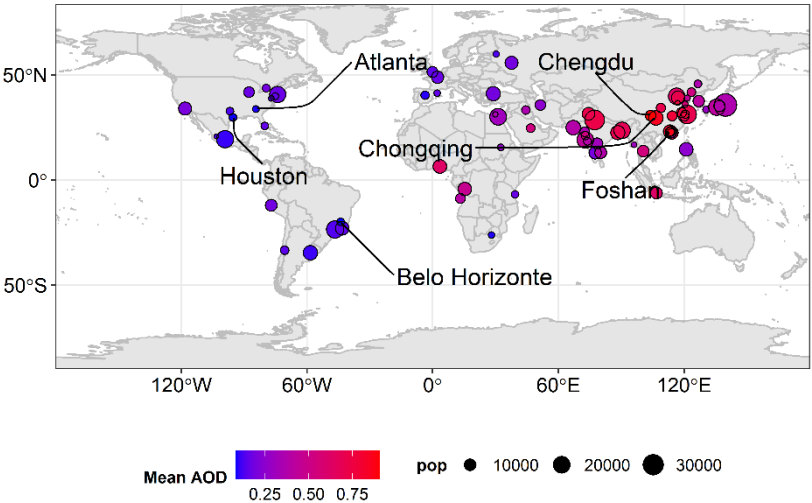 50°N
0°
50°S
Atlanta
Chengdu
Chongqing
Houston
Foshan
Belo Horizonte
120°W 60°W 0° 60°E 120°E
Mean AOD 0.25 0.50 0.75 pop 10000 20000 30000